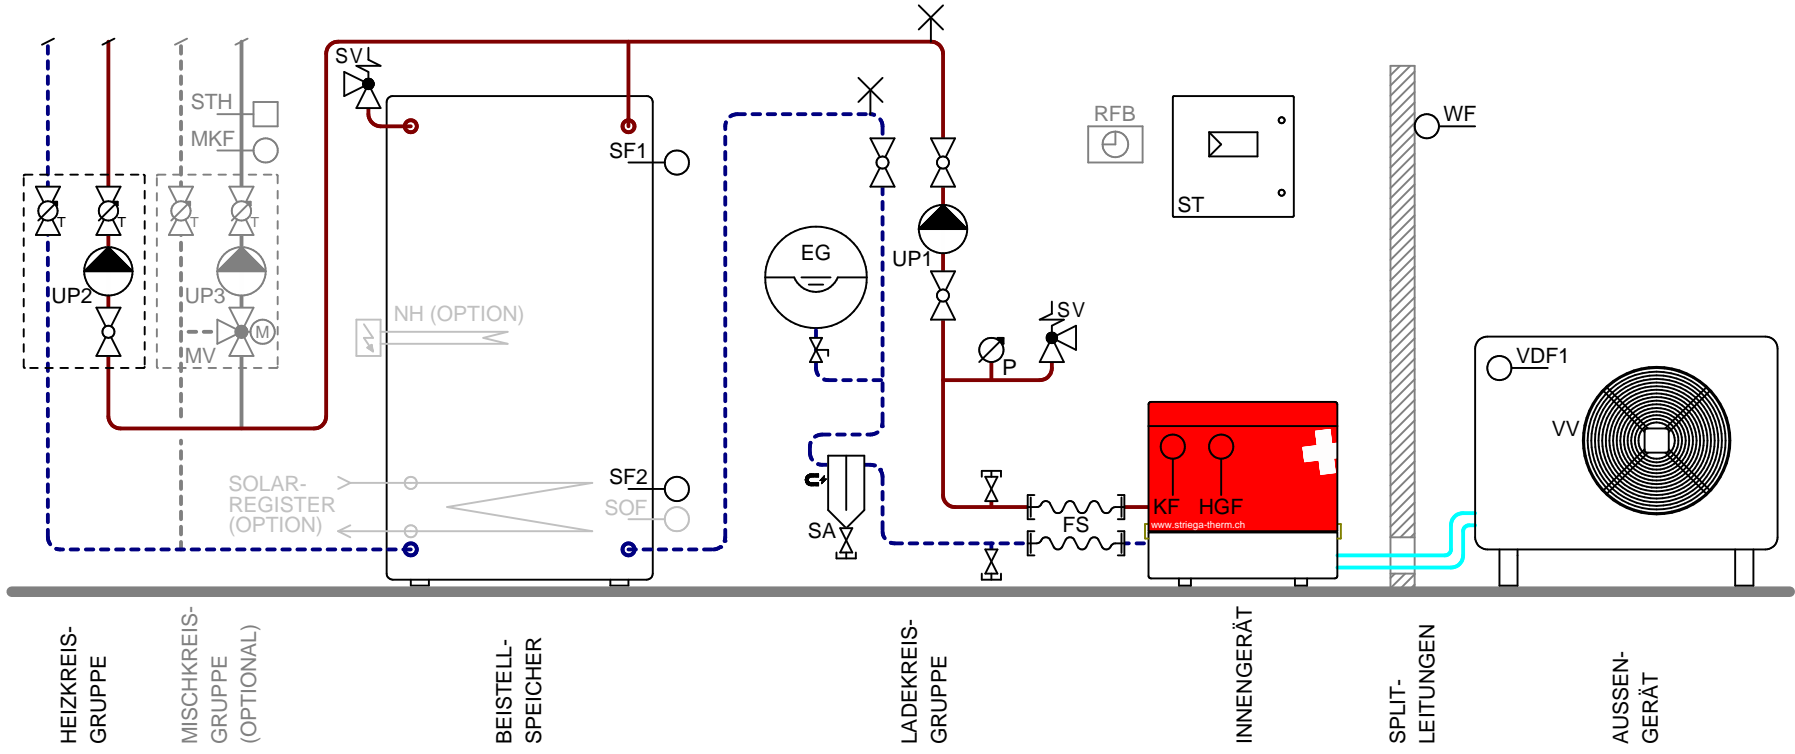 SV
STH
MKF
SF1
RFB
ST
WF
T
T
T
T
UP2
UP3
M
MV
EG
UP1
NH (OPTION)
SV
P
VDF1
VV
SOLAR-
REGISTER
(OPTION)
SF2
SOF
SA
FS
KF
HGF
www.striega-therm.ch
HEIZKREIS-
GRUPPE
MISCHKREIS-
GRUPPE
(OPTIONAL)
BEISTELL-
SPEICHER
LADEKREIS-
GRUPPE
INNENGERÄT
SPLIT-
LEITUNGEN
AUSSEN-
GERÄT